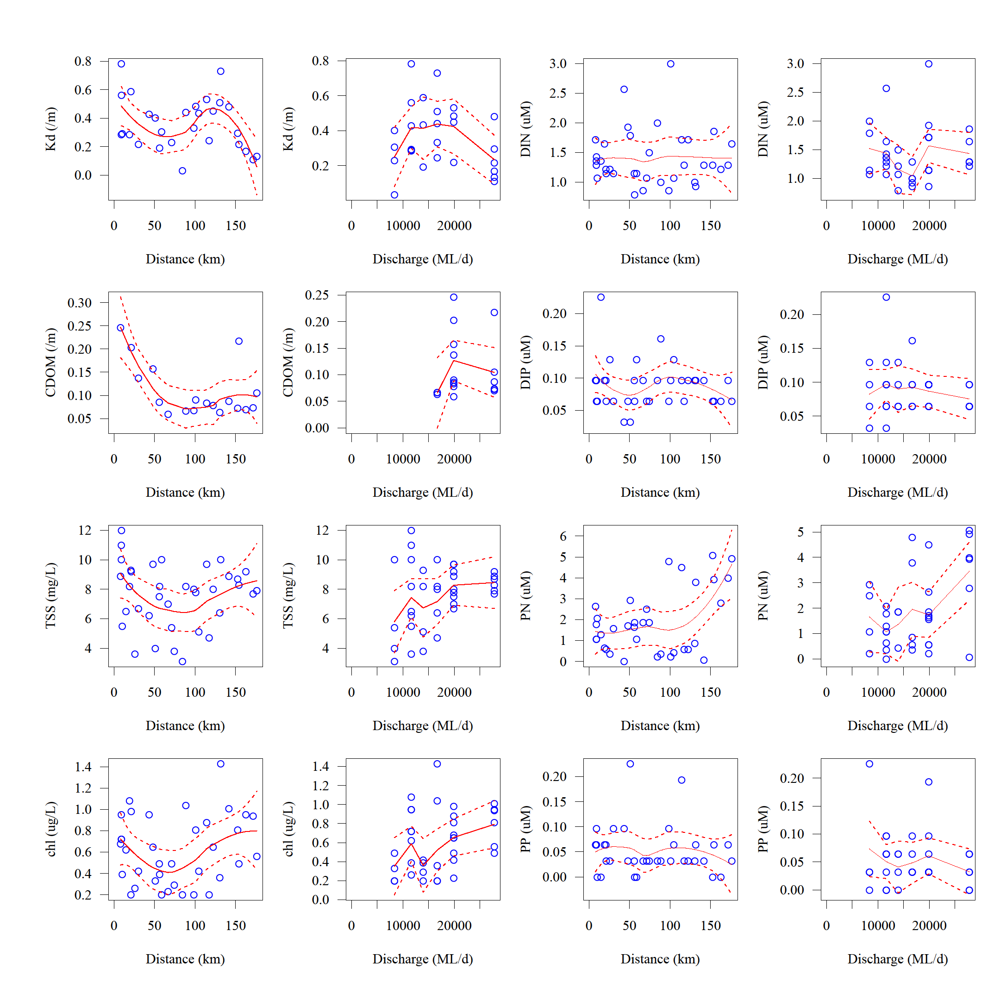 0.8
0.6
0.4
0.2
0.0
Kd (/m)
0 50 100 150
Distance (km)
0.8
0.6
0.4
0.2
Kd (/m)
0 10000 20000
Discharge (ML/d)
3.0
2.5
2.0
1.5
1.0
DIN (uM)
0 50 100 150
Distance (km)
3.0
2.5
2.0
1.5
1.0
DIN (uM)
0 10000 20000
Discharge (ML/d)
0.30
0.25
0.20
0.15
0.10
0.05
CDOM (/m)
0 50 100 150
Distance (km)
0.25
0.20
0.15
0.10
0.05
0.00
CDOM (/m)
0 10000 20000
Discharge (ML/d)
0.20
0.15
0.10
0.05
DIP (uM)
0 50 100 150
Distance (km)
0.20
0.15
0.10
0.05
DIP (uM)
0 10000 20000
Discharge (ML/d)
12
10
8
6
4
TSS (mg/L)
0 50 100 150
Distance (km)
12
10
8
6
4
TSS (mg/L)
0 10000 20000
Discharge (ML/d)
6
5
4
3
2
1
0
PN (uM)
0 50 100 150
Distance (km)
5
4
3
2
1
0
PN (uM)
0 10000 20000
Discharge (ML/d)
1.4
1.2
1.0
0.8
0.6
0.4
0.2
chl (ug/L)
0 50 100 150
Distance (km)
1.4
1.2
1.0
0.8
0.6
0.4
0.2
0.0
chl (ug/L)
0 10000 20000
Discharge (ML/d)
0.20
0.15
0.10
0.05
0.00
PP (uM)
0 50 100 150
Distance (km)
0.20
0.15
0.10
0.05
0.00
PP (uM)
0 10000 20000
Discharge (ML/d)